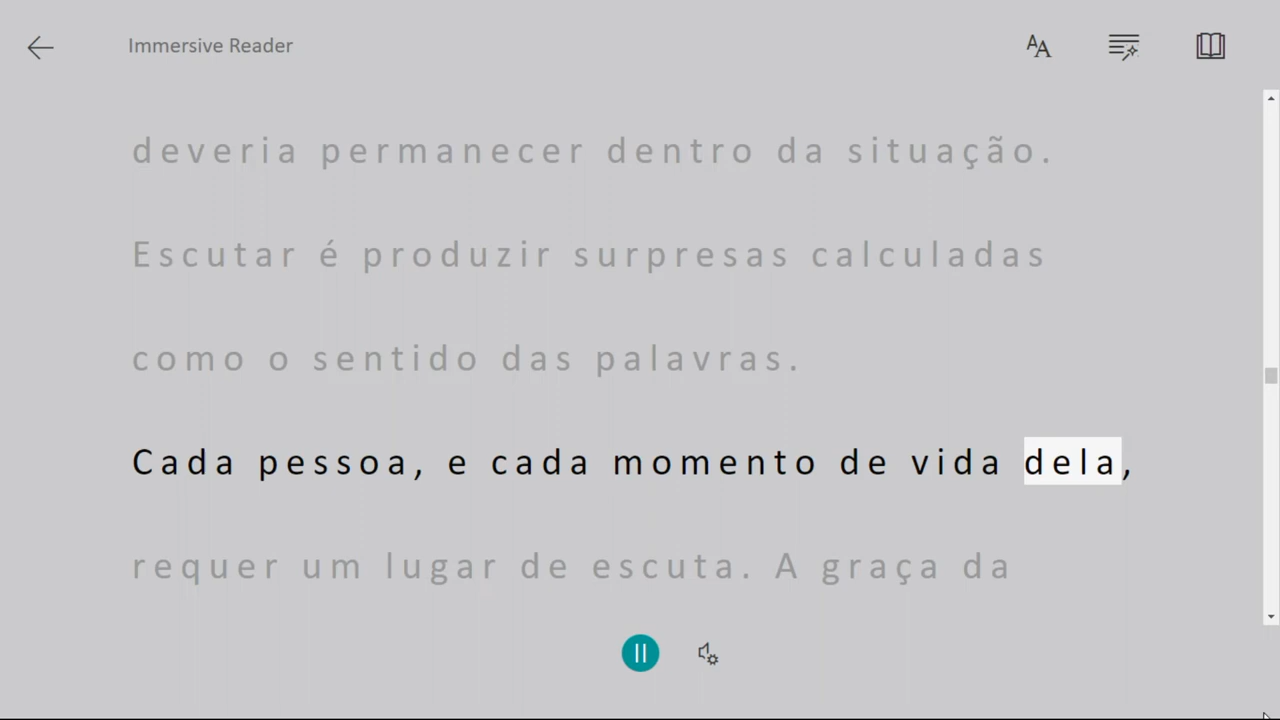 Immersive Reader
deveria permanecer dentro da situação.
Escutar é produzir surpresas calculadas
como o sentido das palavras.
Cada pessoa, e cada momento de vida dela,
requer um lugar de escuta. A graça da